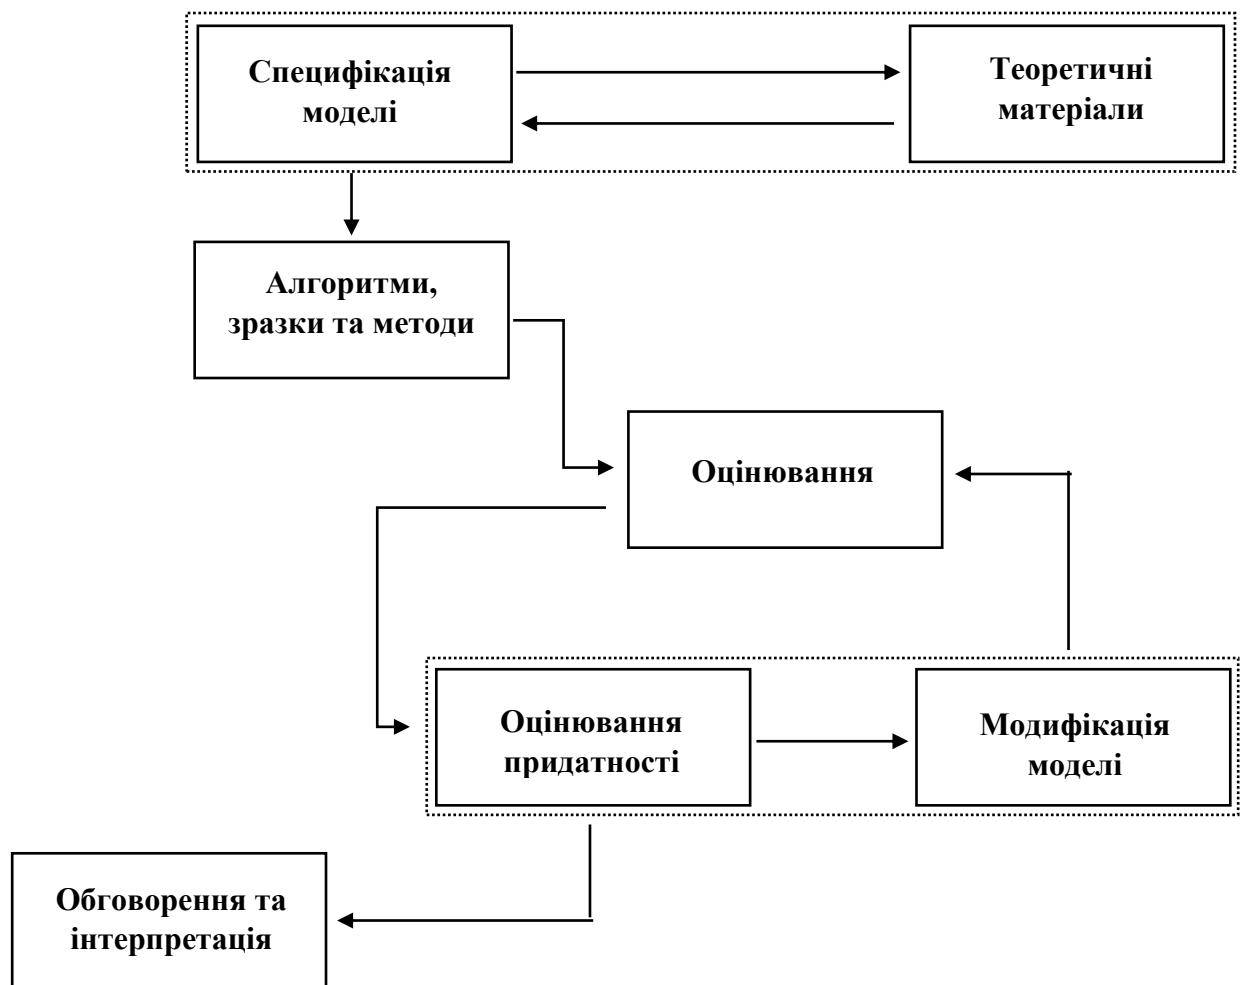 Специфікація
моделі
Теоретичні
матеріали
Алгоритми,
зразки та методи
Оцінювання
Оцінювання
придатності
Модифікація
моделі
Обговорення та
інтерпретація